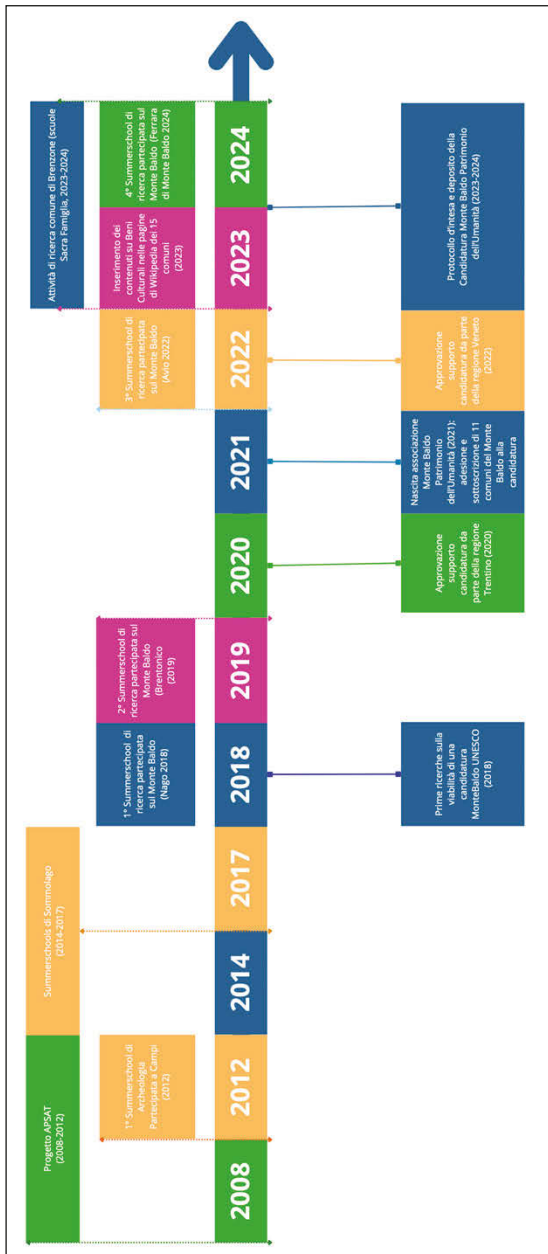 Progetto APSAT
(2008-2012)
Summerschools di Sommolago
(2014-2017)
Attività di ricerca comune di Brenzone (scuole
Sacra Famiglia, 2023-2024)
1° Summerschool di
Archeologia
Partecipata a Campi
(2012)
1° Summerschool di
ricerca partecipata
sul Monte Baldo
(Nago 2018)
2° Summerschool di
ricerca partecipata sul
Monte Baldo
(Brentonico
2019)
3° Summerschool di
ricerca partecipata
sul Monte Baldo
(Avio 2022)
Inserimento dei
contenuti su Beni
Culturali nelle pagine
di Wikipedia dei 15
comuni
(2023)
4° Summerschool di
ricerca partecipata sul
Monte Baldo (Ferrara
di Monte Baldo 2024)
2008
2012
2014
2017
2018
2019
2020
2021
2022
2023
2024
Prime ricerche sulla
viabilità di una
candidatura
MonteBaldo UNESCO
(2018)
Approvazione
supporto
candidatura da
parte della regione
Trentino (2020)
Nascita associazione
Monte Baldo
Patrimonio
dell'Umanità (2021):
adesione e
sottoscrizione di 11
comuni del Monte
Baldo alla
candidatura
Approvazione
supporto
candidatura da parte
della regione Veneto
(2022)
Protocollo d'intesa e deposito della
Candidatura Monte Baldo Patrimonio
dell'Umanità (2023-2024)